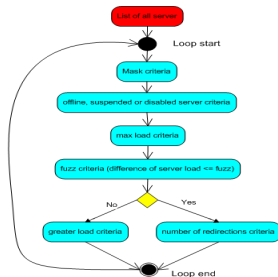 List of all server
Loop start
Mask criteria
offline, suspended or disabled server criteria
max load criteria
fuzz criteria (difference of server load <= fuzz)
No
Yes
greater load criteria
number of redirections criteria
Loop end